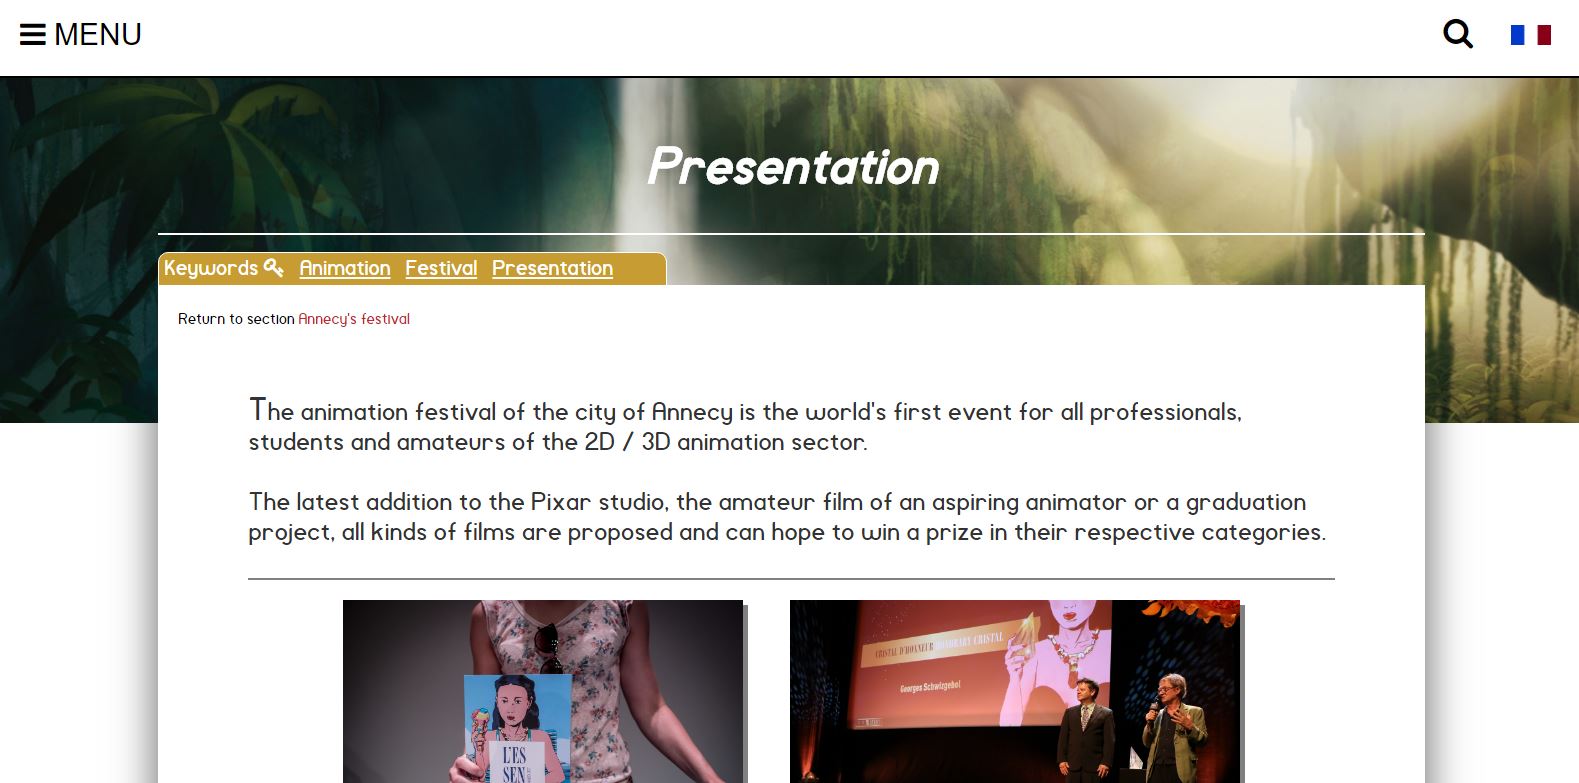 MENU
Presentation
Keywords Animation Festival Presentation
Return to section Annecy's festival
The animation festival of the city of Annecy is the world's first event for all professionals,
students and amateurs of the 2D / 3D animation sector.
The latest addition to the Pixar studio, the amateur film of an aspiring animator or a graduation
project, all kinds of films are proposed and can hope to win a prize in their respective categories.
L'ES
SEN
CRISTAL D'HONNEUR HONORARY CRISTAL
Georges Schwizgebel